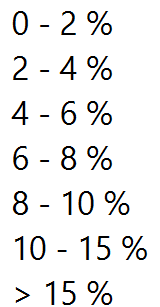 0 - 2 %
2 - 4 %
4 - 6 %
6 - 8 %
8 - 10 %
10 - 15 %
> 15 %